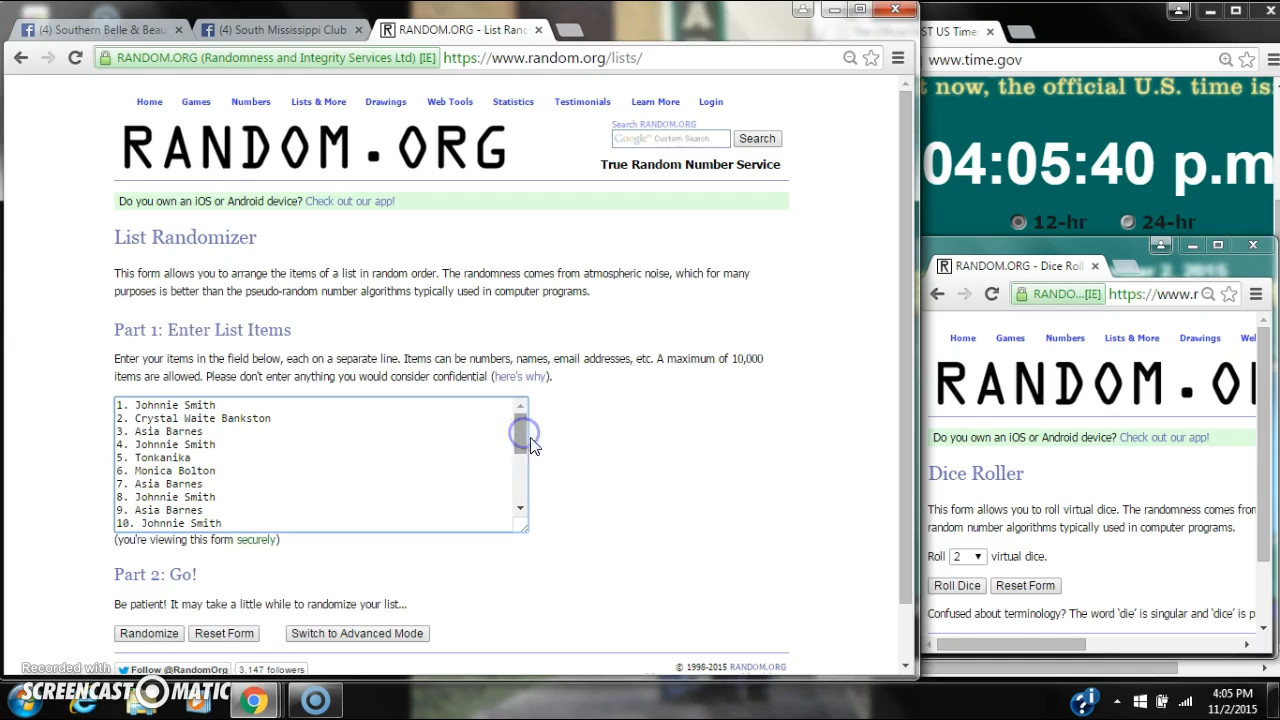 (4) Southern Belle & Beau
(4) South Mississippi Club
RANDOM.ORG - List Ranc
RANDOM.ORG (Randomness and Integrity Services Ltd) [IE]
https://www.random.org/lists/
Home Games Numbers Lists & More Drawings Web Tools Statistics Testimonials Learn More Login
RANDOM.ORG
Search RANDOM.ORG
Google™ Custom Search
Search
True Random Number Service
Do you own an iOS or Android device? Check out our app!
List Randomizer
This form allows you to arrange the items of a list in random order. The randomness comes from atmospheric noise, which for many
purposes is better than the pseudo-random number algorithms typically used in computer programs.
Part 1: Enter List Items
Enter your items in the field below, each on a separate line. Items can be numbers, names, email addresses, etc. A maximum of 10,000
items are allowed. Please don't enter anything you would consider confidential (here's why).
1. Johnnie Smith
2. Crystal Waite Bankston
3. Asia Barnes
4. Johnnie Smith
5. Tonkanika
6. Monica Bolton
7. Asia Barnes
8. Johnnie Smith
9. Asia Barnes
10. Johnnie Smith
(you're viewing this form securely)
Part 2: Go!
Be patient! It may take a little while to randomize your list...
Randomize Reset Form Switch to Advanced Mode
Follow @RandomOrg 3,147 followers
© 1998-2015 RANDOM.ORG
Recorded with
SCREENCAST-O-MATIC
ST US Time:
www.time.gov
t now, the official U.S. time is:
04:05:40 p.m
12-hr 24-hr
2, 2015
RANDOM.ORG - Dice Roll
RANDO...[IE] https://www.r
Home Games Numbers Lists & More Drawings Wel
RANDOM.O
Do you own an iOS or Android device? Check out our app!
Dice Roller
This form allows you to roll virtual dice. The randomness comes from
random number algorithms typically used in computer programs.
Roll 2 virtual dice.
Roll Dice Reset Form
Confused about terminology? The word 'die' is singular and 'dice' is p
4:05 PM
11/2/2015